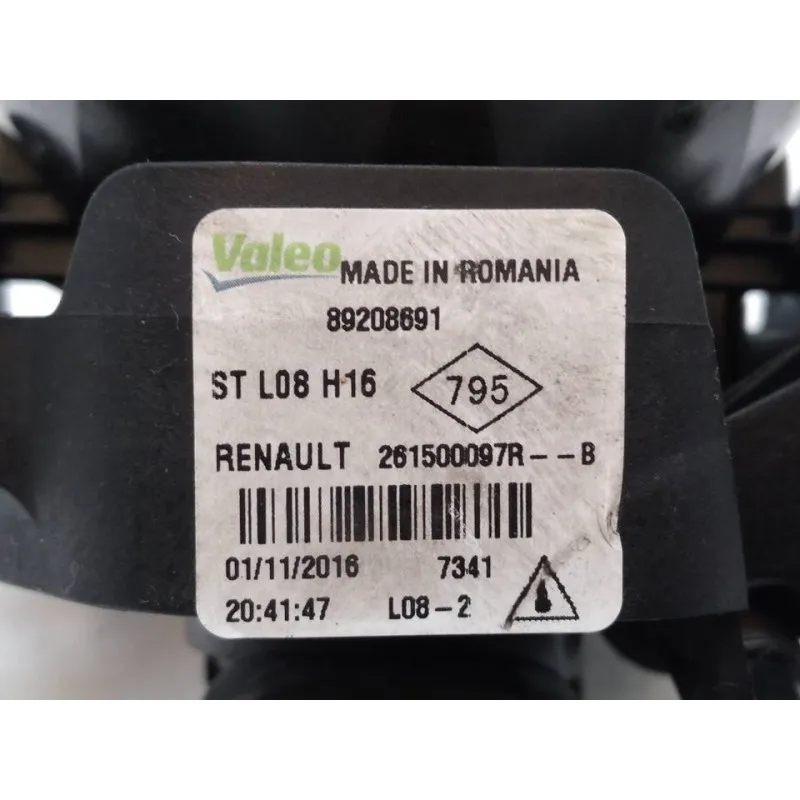 Valeo MADE IN ROMANIA
89208691
ST L08 H16 795
RENAULT 261500097R--B
01/11/2016 7341
20:41:47 L08-2